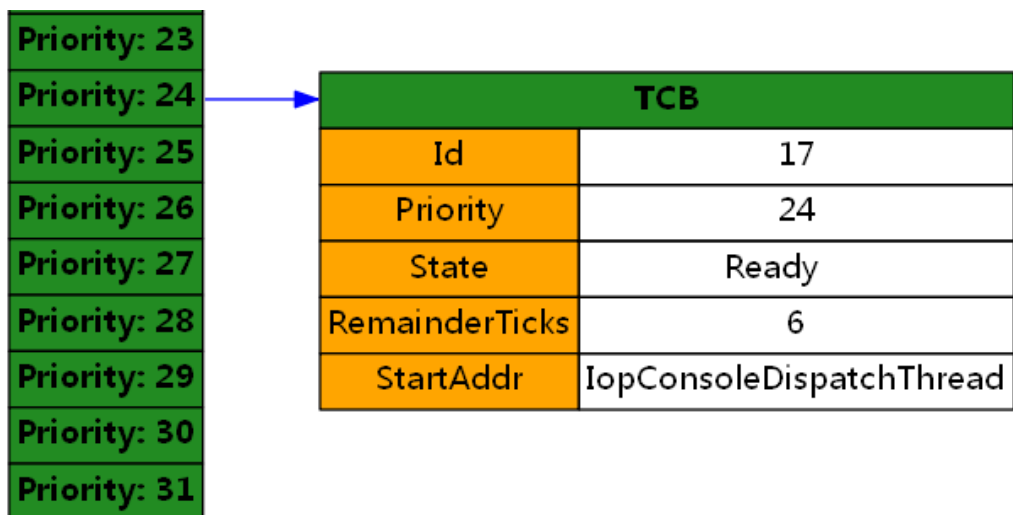 Priority: 23
Priority: 24
Priority: 25
Priority: 26
Priority: 27
Priority: 28
Priority: 29
Priority: 30
Priority: 31
TCB
Id 17
Priority 24
State Ready
RemainderTicks 6
StartAddr IopConsoleDispatchThread